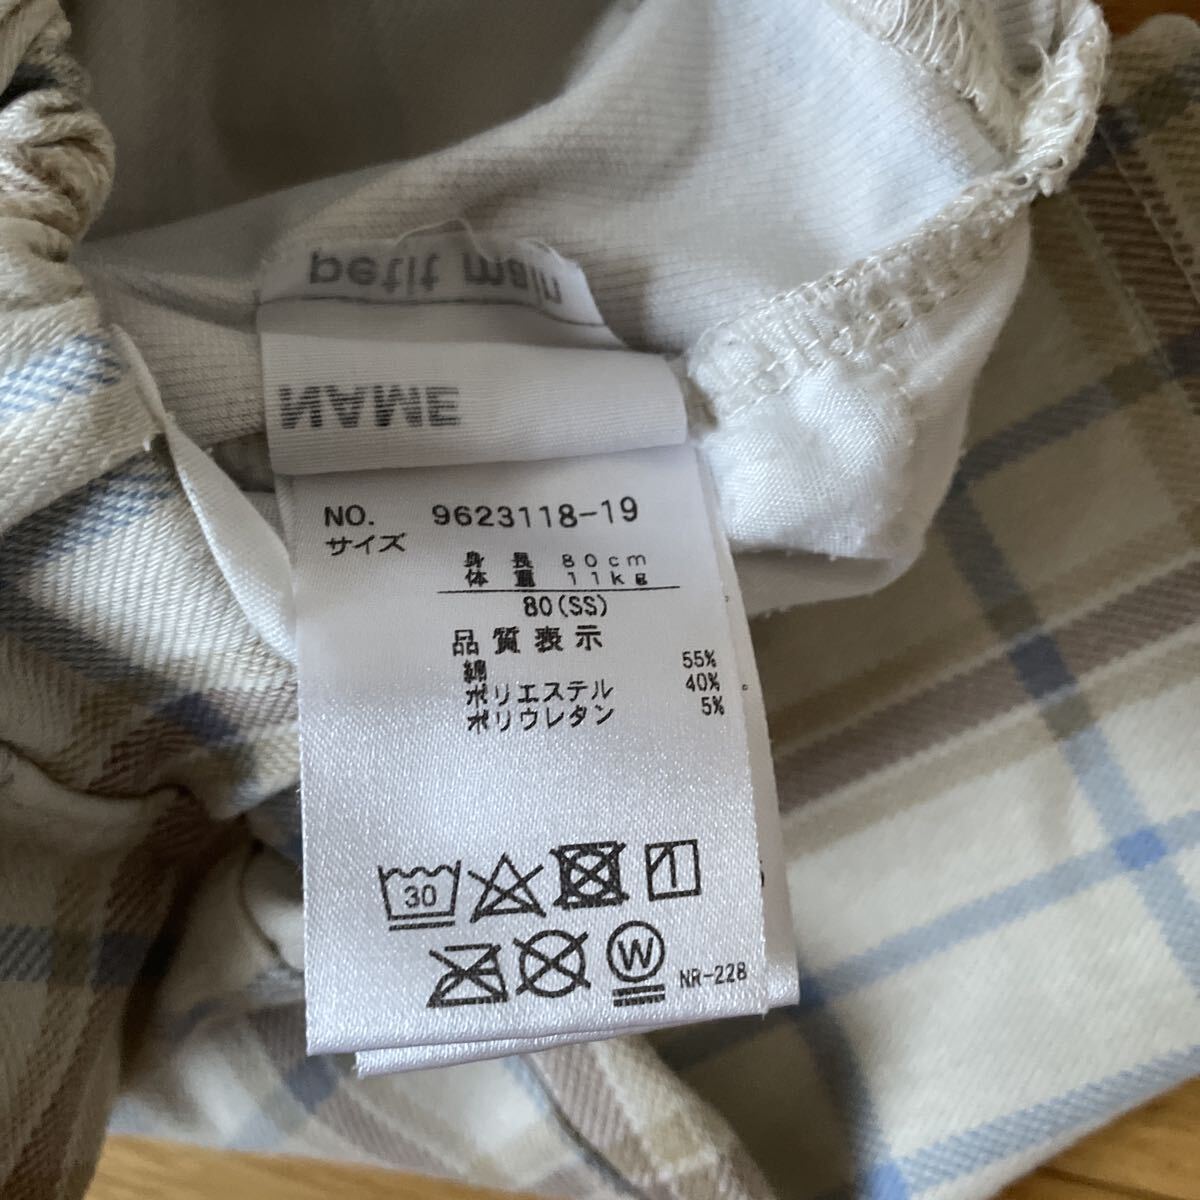 petit main
NAME
NO. 9623118-19
サイズ
身長 80cm
体重 11kg
80(SS)
品質表示
綿 55%
ポリエステル 40%
ポリウレタン 5%
30
W
NR-228